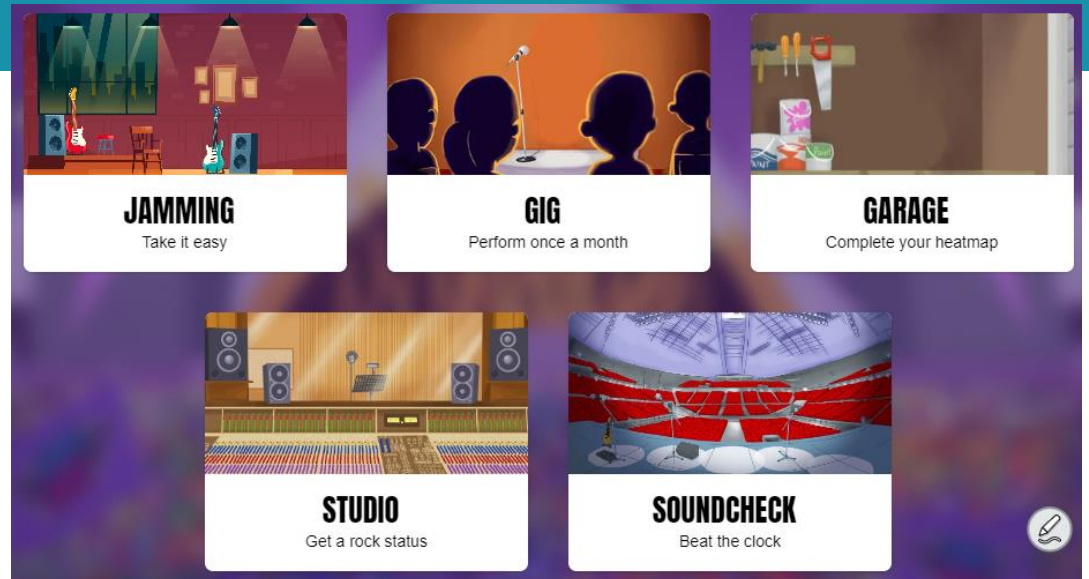 JAMMING
Take it easy
GIG
Perform once a month
GARAGE
Complete your heatmap
STUDIO
Get a rock status
SOUNDCHECK
Beat the clock